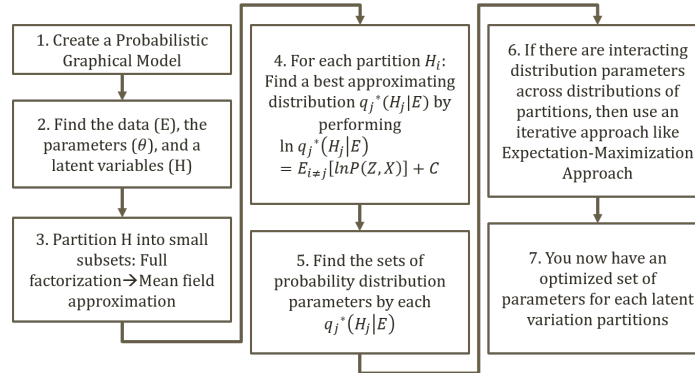 1. Create a Probabilistic
Graphical Model
2. Find the data (E), the
parameters (θ), and a
latent variables (H)
3. Partition H into small
subsets: Full
factorization→Mean field
approximation
4. For each partition H_i:
Find a best approximating
distribution q_j*(H_j|E) by
performing
ln q_j*(H_j|E)
= E_{i≠j}[lnP(Z, X)] + C
5. Find the sets of
probability distribution
parameters by each
q_j*(H_j|E)
6. If there are interacting
distribution parameters
across distributions of
partitions, then use an
iterative approach like
Expectation-Maximization
Approach
7. You now have an
optimized set of
parameters for each latent
variation partitions